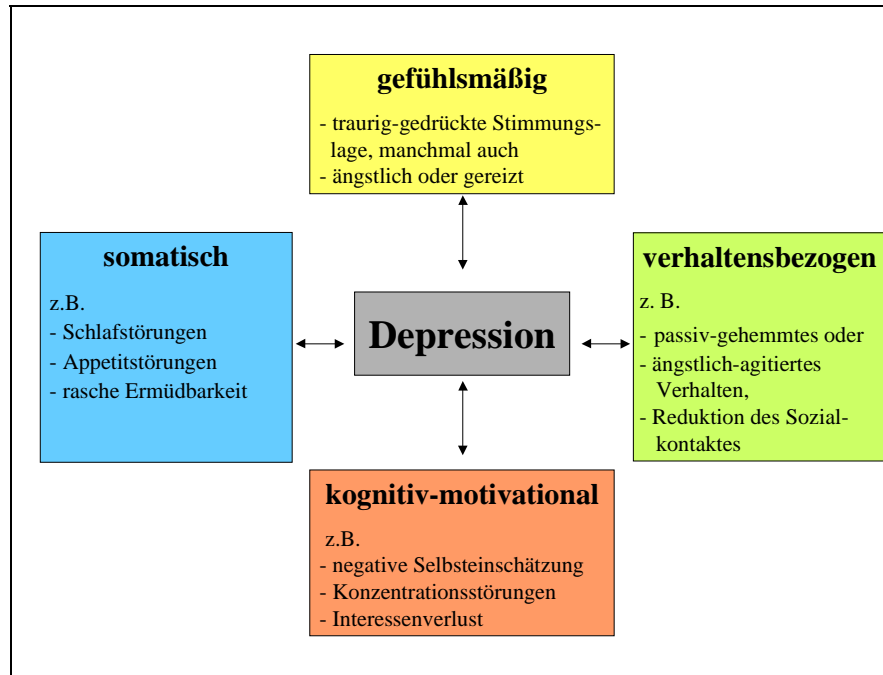 gefühlsmäßig
- traurig-gedrückte Stimmungs-
lage, manchmal auch
- ängstlich oder gereizt
somatisch
z.B.
- Schlafstörungen
- Appetitstörungen
- rasche Ermüdbarkeit
Depression
verhaltensbezogen
z. B.
- passiv-gehemmtes oder
- ängstlich-agitiertes
Verhalten,
- Reduktion des Sozial-
kontaktes
kognitiv-motivational
z.B.
- negative Selbsteinschätzung
- Konzentrationsstörungen
- Interessenverlust